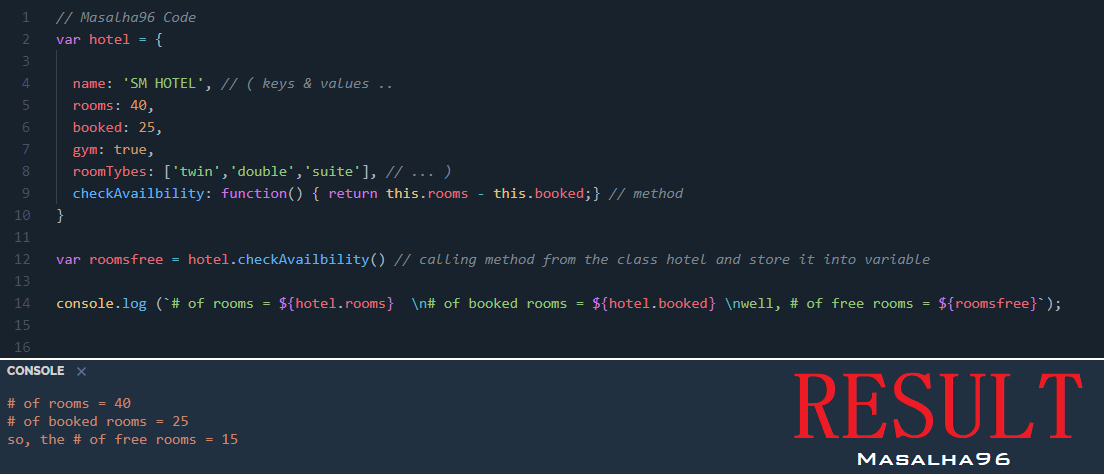 1 // Masalha96 Code
2 var hotel = {
3
4 name: 'SM HOTEL', // ( keys & values ..
5 rooms: 40,
6 booked: 25,
7 gym: true,
8 roomTybes: ['twin','double','suite'], // ... )
9 checkAvailbility: function() { return this.rooms - this.booked;} // method
10 }
11
12 var roomsfree = hotel.checkAvailbility() // calling method from the class hotel and store it into variable
13
14 console.log (`# of rooms = ${hotel.rooms}  \n# of booked rooms = ${hotel.booked} \nwell, # of free rooms = ${roomsfree}`);
15
16
CONSOLE ×
# of rooms = 40
# of booked rooms = 25
so, the # of free rooms = 15
RESULT
MASALHA96